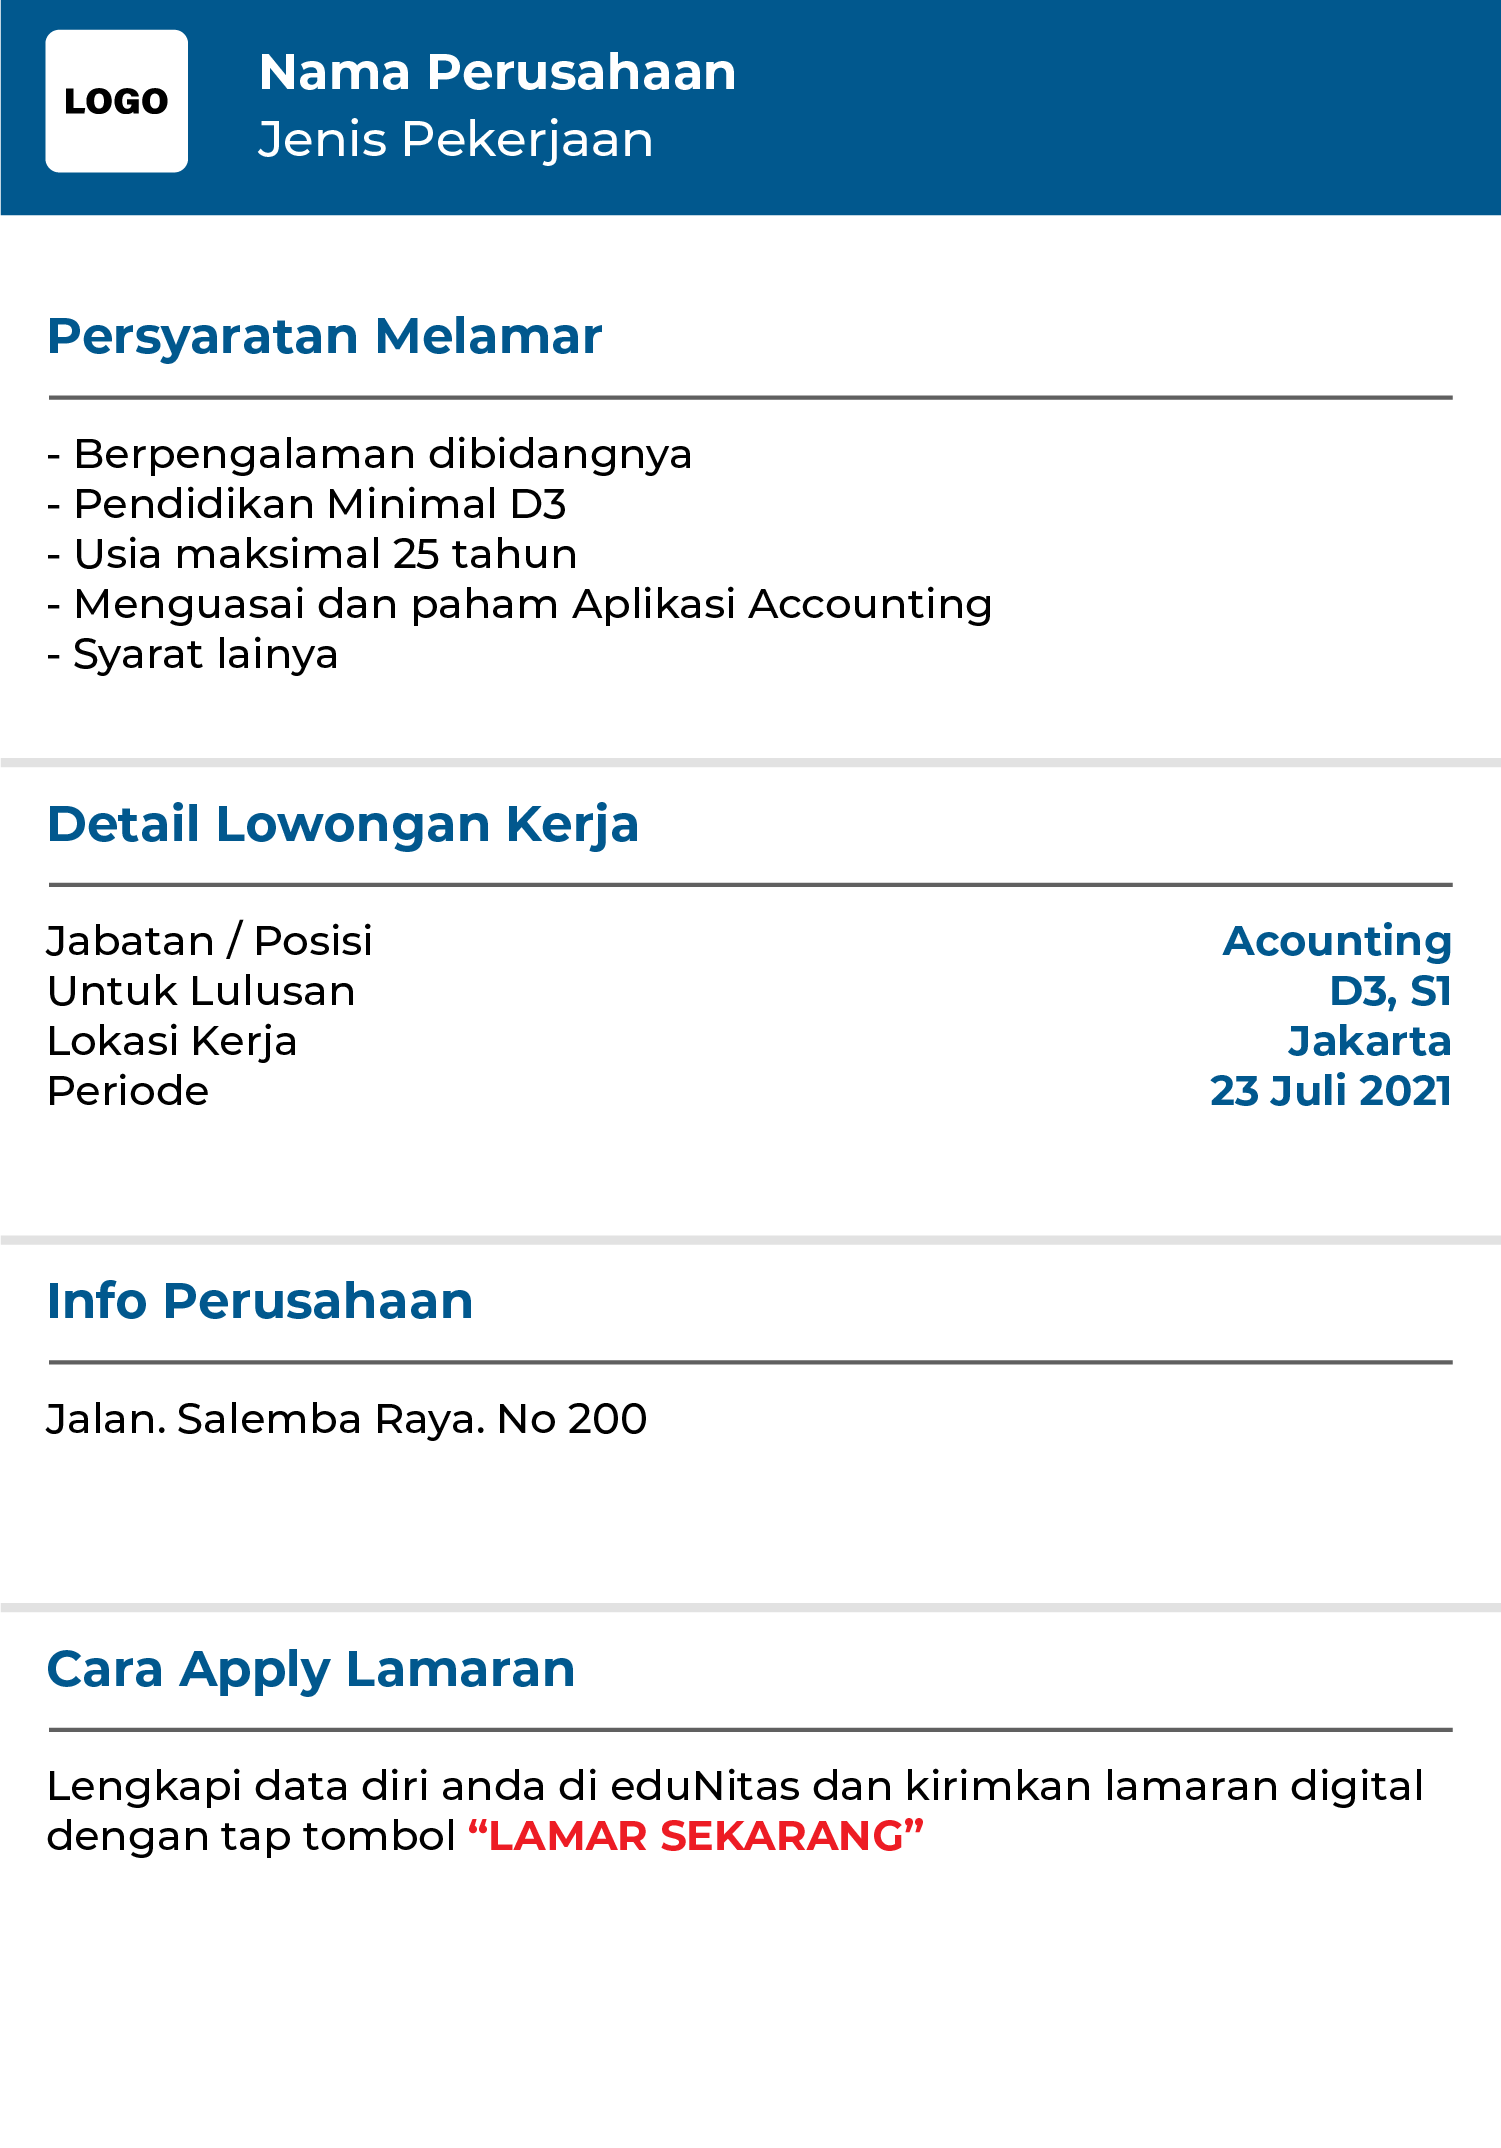 LOGO
Nama Perusahaan
Jenis Pekerjaan
Persyaratan Melamar
- Berpengalaman dibidangnya
- Pendidikan Minimal D3
- Usia maksimal 25 tahun
- Menguasai dan paham Aplikasi Accounting
- Syarat lainya
Detail Lowongan Kerja
Jabatan / Posisi Acounting
Untuk Lulusan D3, S1
Lokasi Kerja Jakarta
Periode 23 Juli 2021
Info Perusahaan
Jalan. Salemba Raya. No 200
Cara Apply Lamaran
Lengkapi data diri anda di eduNitas dan kirimkan lamaran digital
dengan tap tombol “LAMAR SEKARANG”